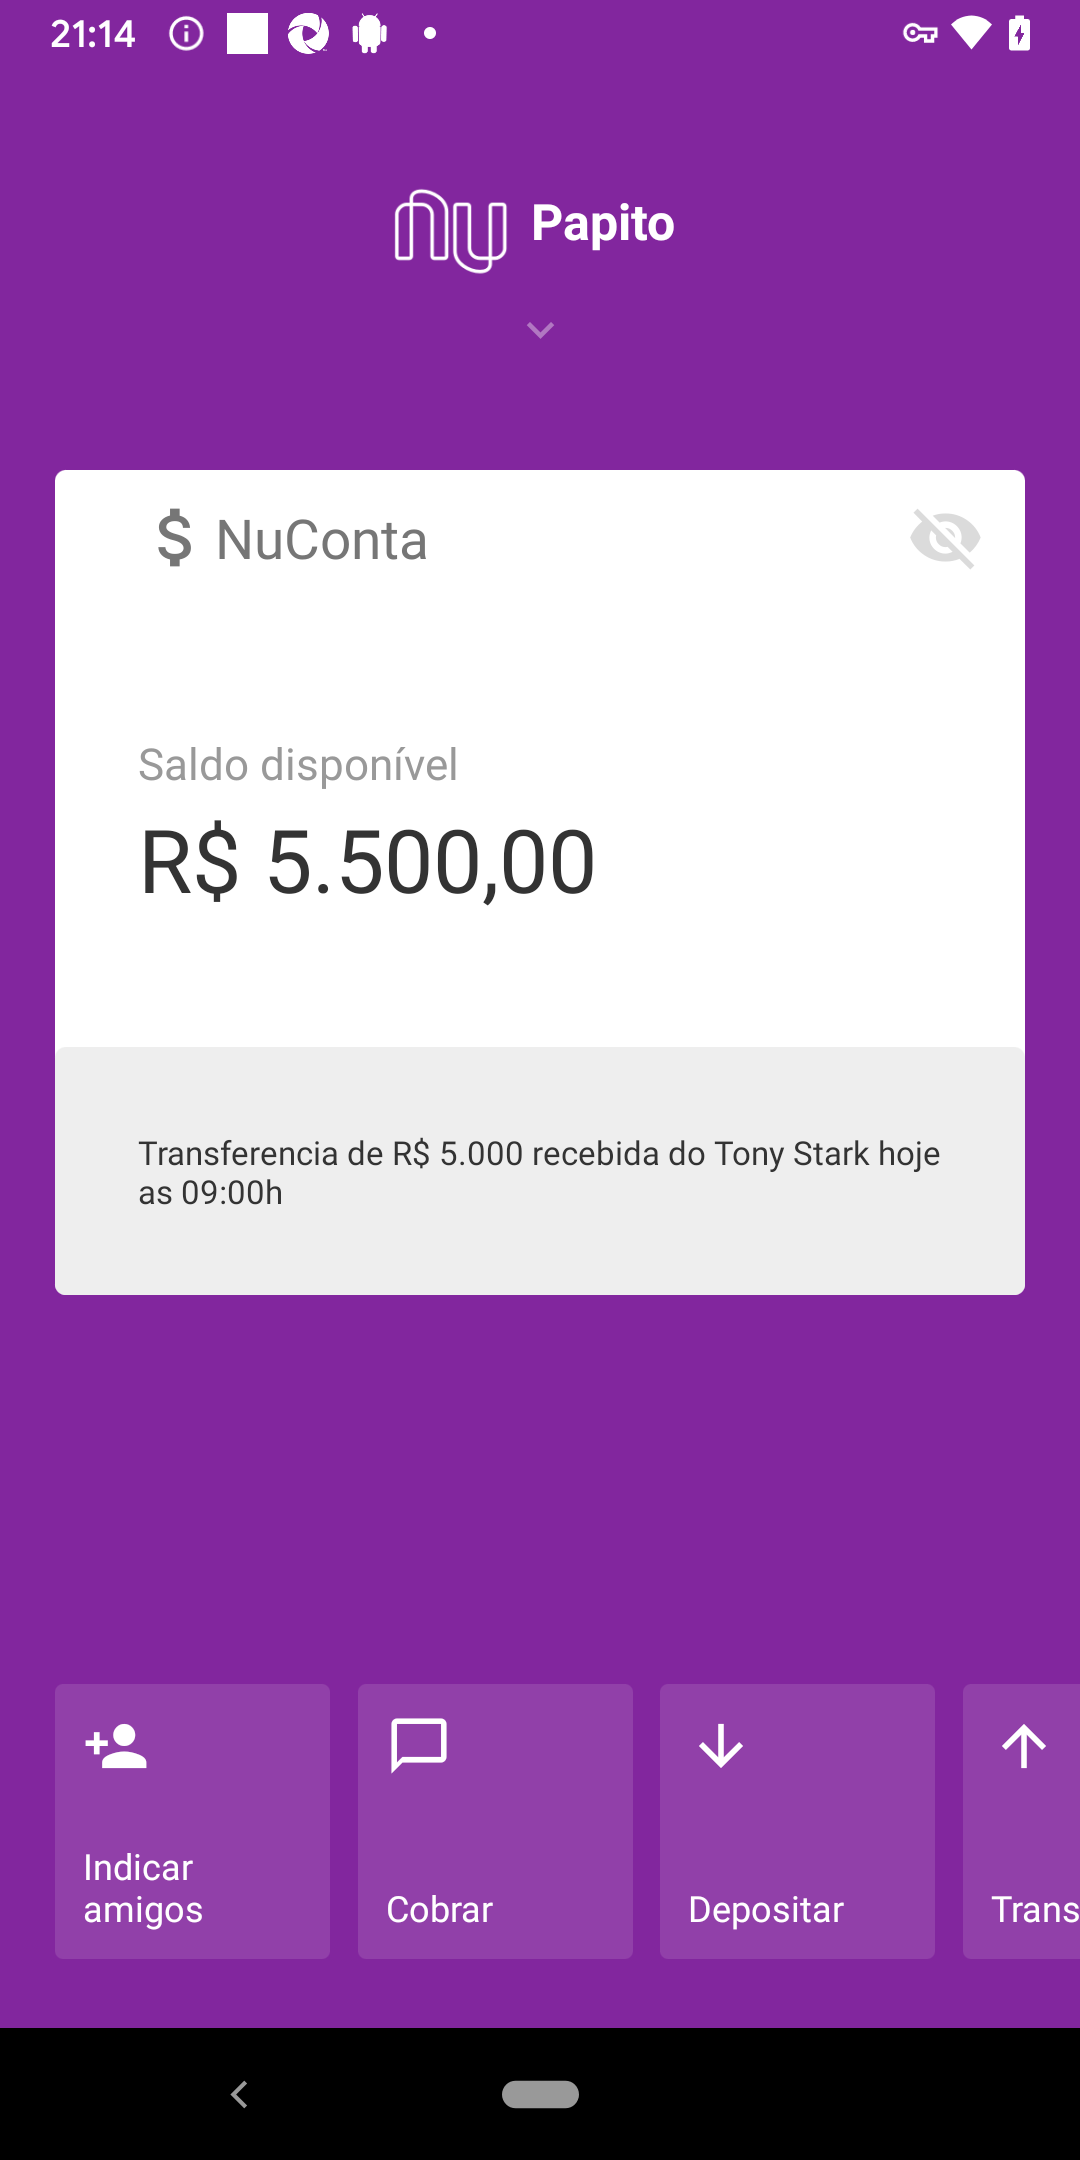 21:14
nu Papito
$ NuConta
Saldo disponível
R$ 5.500,00
Transferencia de R$ 5.000 recebida do Tony Stark hoje
as 09:00h
Indicar
amigos
Cobrar
Depositar
Trans